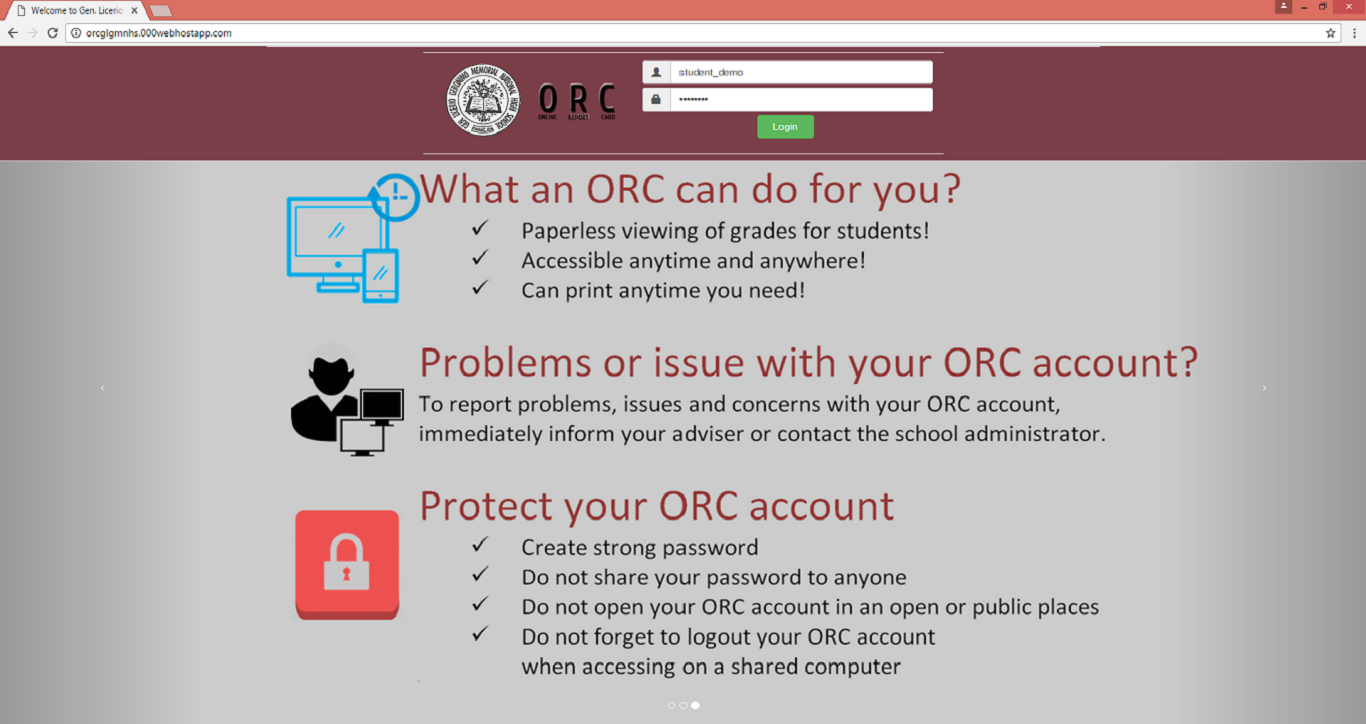 Welcome to Gen. Licerio
orcglgmnhs.000webhostapp.com
GEN. LICERIO GERONIMO MEMORIAL NATIONAL HIGH SCHOOL
ORC
ONLINE REPORT CARD
student_demo
********
Login
What an ORC can do for you?
✓ Paperless viewing of grades for students!
✓ Accessible anytime and anywhere!
✓ Can print anytime you need!
Problems or issue with your ORC account?
To report problems, issues and concerns with your ORC account,
immediately inform your adviser or contact the school administrator.
Protect your ORC account
✓ Create strong password
✓ Do not share your password to anyone
✓ Do not open your ORC account in an open or public places
✓ Do not forget to logout your ORC account
when accessing on a shared computer